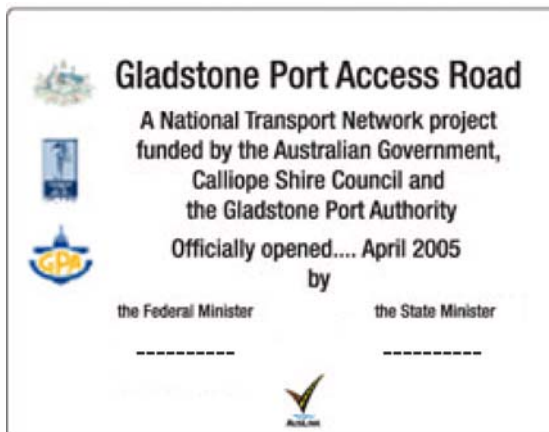 Gladstone Port Access Road
A National Transport Network project
funded by the Australian Government,
Calliope Shire Council and
the Gladstone Port Authority
Officially opened.... April 2005
by
the Federal Minister the State Minister
---------- ----------
GPA
AUSLINK